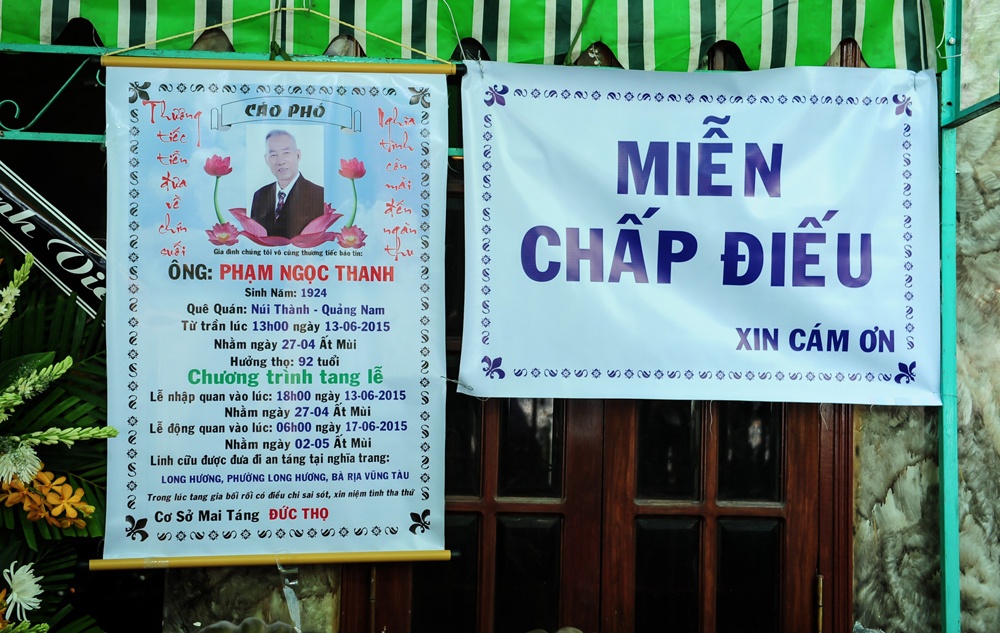 CÁO PHÓ
Thương
tiếc
tiễn
đưa
về
chín
suối
Nghĩa
tình
còn
mãi
đến
ngàn
thu
Gia đình chúng tôi vô cùng thương tiếc báo tin:
ÔNG: PHẠM NGỌC THANH
Sinh Năm: 1924
Quê Quán: Núi Thành - Quảng Nam
Từ trần lúc 13h00 ngày 13-06-2015
Nhằm ngày 27-04 Ất Mùi
Hưởng thọ: 92 tuổi
Chương trình tang lễ
Lễ nhập quan vào lúc: 18h00 ngày 13-06-2015
Nhằm ngày 27-04 Ất Mùi
Lễ động quan vào lúc: 06h00 ngày 17-06-2015
Nhằm ngày 02-05 Ất Mùi
Linh cữu được đưa đi an táng tại nghĩa trang:
LONG HƯƠNG, PHƯỜNG LONG HƯƠNG, BÀ RỊA VŨNG TÀU
Trong lúc tang gia bối rối có điều chi sai sót, xin niệm tình tha thứ
Cơ Sở Mai Táng ĐỨC THỌ
MIỄN
CHẤP ĐIẾU
XIN CÁM ƠN